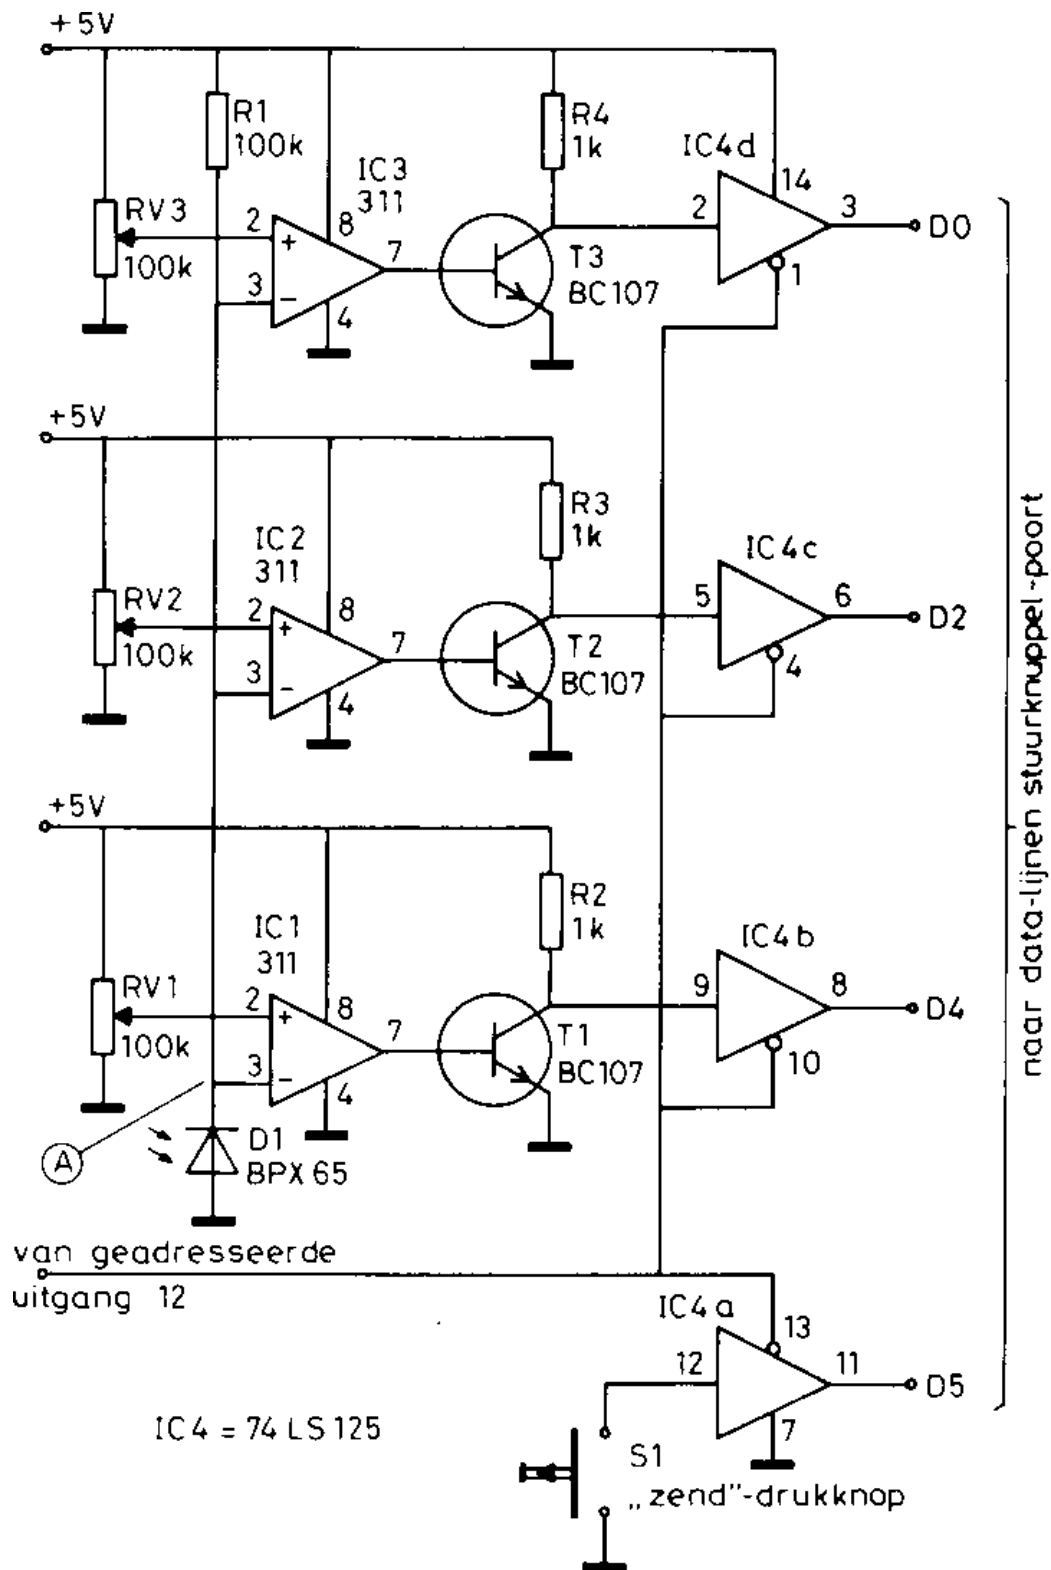 +5V
R1
100k
R4
1k
IC4d
IC3
311
14
RV3
100k
2
+
8
7
3
-
4
T3
BC107
2
3
D0
1
+5V
R3
1k
IC2
311
IC4c
RV2
100k
2
+
8
7
3
-
4
T2
BC107
5
6
D2
4
+5V
R2
1k
IC1
311
IC4b
RV1
100k
2
+
8
7
3
-
4
T1
BC107
9
8
D4
10
A
D1
BPX 65
van geadresseerde
uitgang 12
IC4a
13
12
11
D5
7
IC4 = 74 LS 125
S1
„zend"-drukknop
naar data-lijnen stuurknuppel-poort